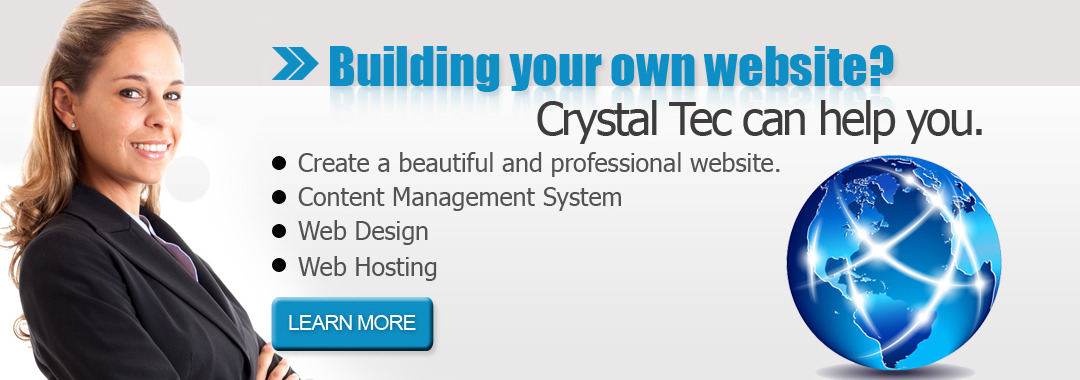 Building your own website?
Crystal Tec can help you.
Create a beautiful and professional website.
Content Management System
Web Design
Web Hosting
LEARN MORE